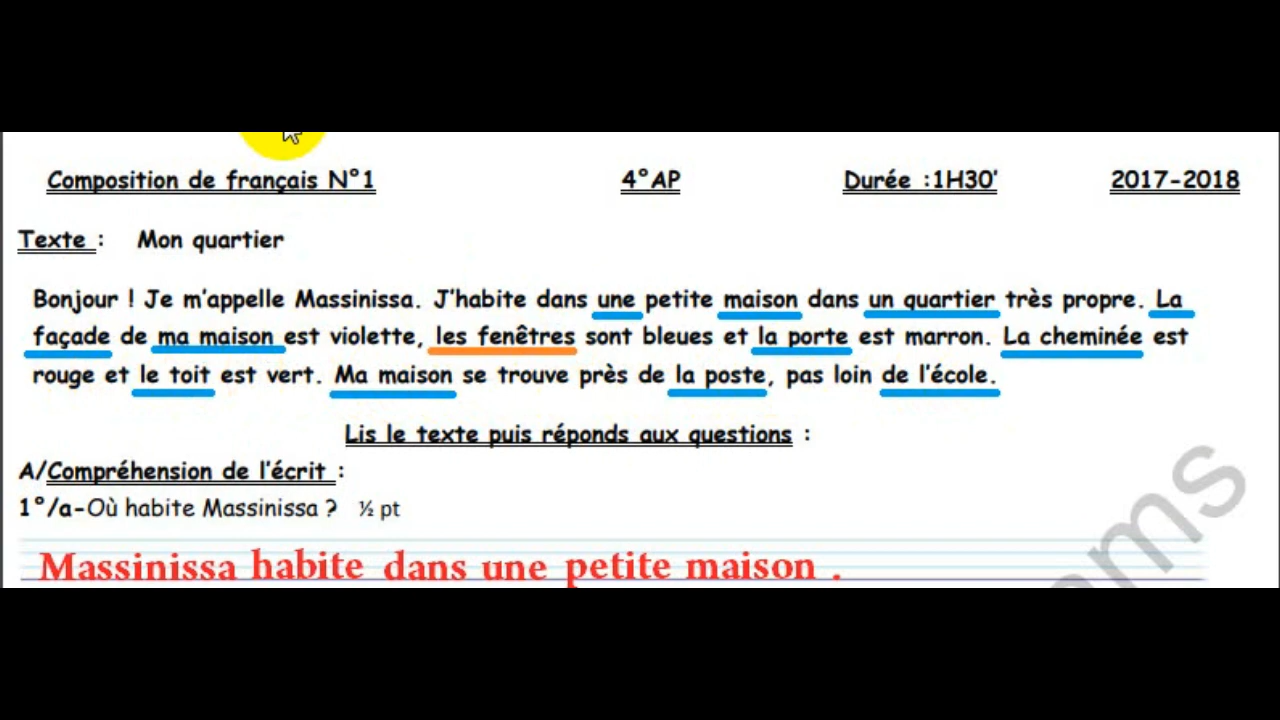 Composition de français N°1 4°AP Durée :1H30’ 2017-2018
Texte : Mon quartier
Bonjour ! Je m’appelle Massinissa. J’habite dans une petite maison dans un quartier très propre. La
façade de ma maison est violette, les fenêtres sont bleues et la porte est marron. La cheminée est
rouge et le toit est vert. Ma maison se trouve près de la poste, pas loin de l’école.
Lis le texte puis réponds aux questions :
A/Compréhension de l’écrit :
1°/a-Où habite Massinissa ? ½ pt
Massinissa habite dans une petite maison .